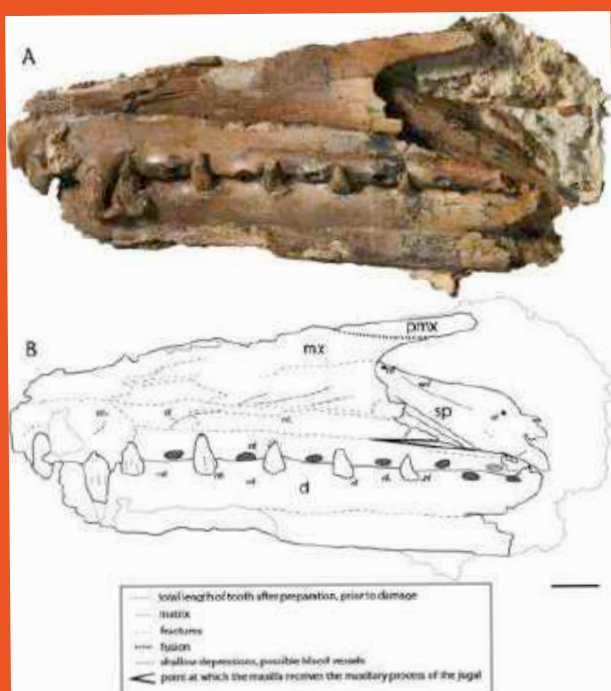 A
B
pmx
mx
sp
d
total length of tooth after preparation, prior to damage
matrix
fractures
fusion
shallow depressions, possible blood vessels
point at which the maxilla receives the maxillary process of the jugal